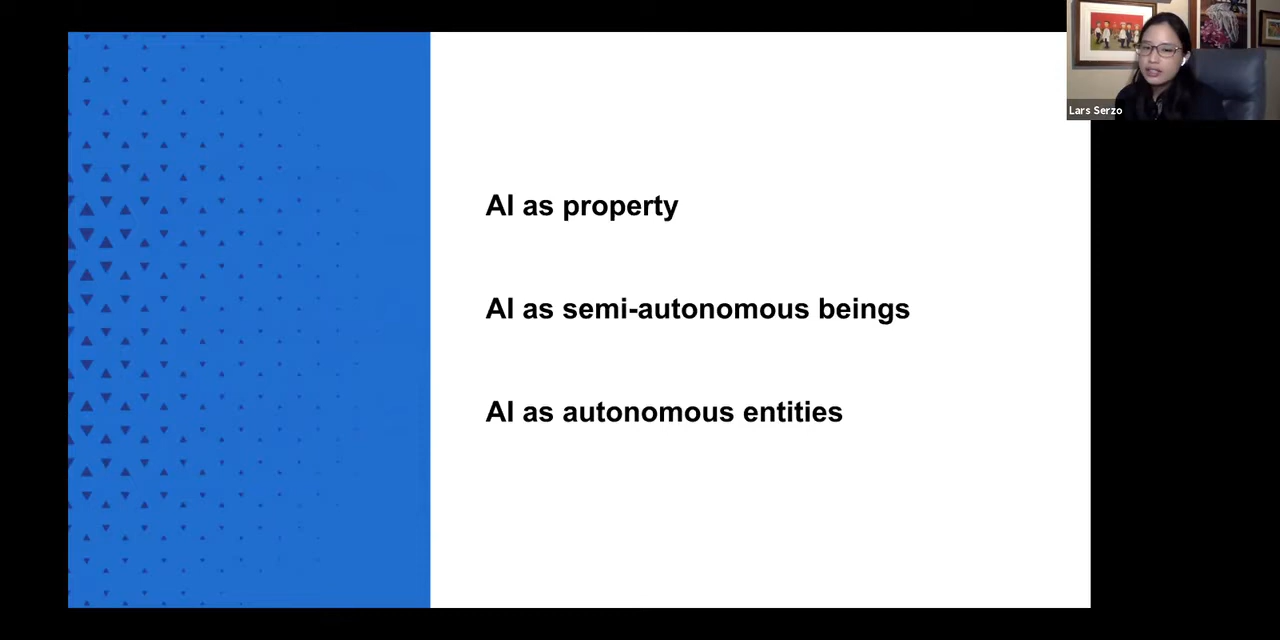 AI as property
AI as semi-autonomous beings
AI as autonomous entities
Lars Serzo